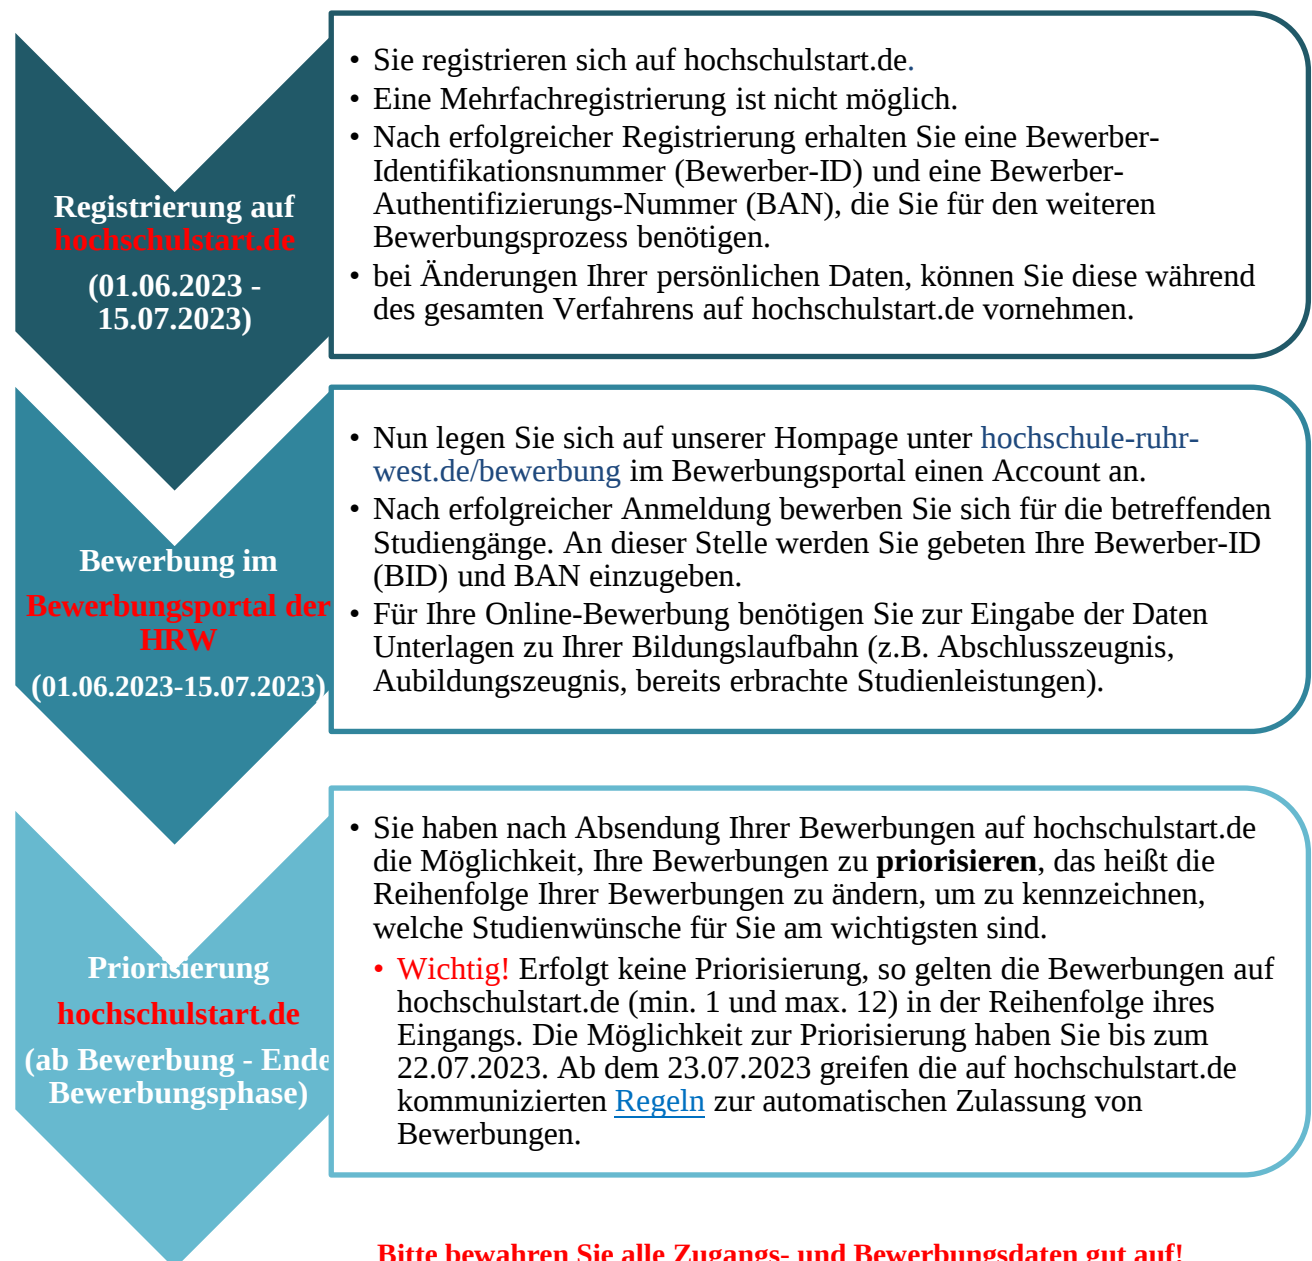 Registrierung auf
hochschulstart.de
(01.06.2023 -
15.07.2023)
• Sie registrieren sich auf hochschulstart.de.
• Eine Mehrfachregistrierung ist nicht möglich.
• Nach erfolgreicher Registrierung erhalten Sie eine Bewerber-
Identifikationsnummer (Bewerber-ID) und eine Bewerber-
Authentifizierungs-Nummer (BAN), die Sie für den weiteren
Bewerbungsprozess benötigen.
• bei Änderungen Ihrer persönlichen Daten, können Sie diese während
des gesamten Verfahrens auf hochschulstart.de vornehmen.
Bewerbung im
Bewerbungsportal der
HRW
(01.06.2023-15.07.2023)
• Nun legen Sie sich auf unserer Hompage unter hochschule-ruhr-
west.de/bewerbung im Bewerbungsportal einen Account an.
• Nach erfolgreicher Anmeldung bewerben Sie sich für die betreffenden
Studiengänge. An dieser Stelle werden Sie gebeten Ihre Bewerber-ID
(BID) und BAN einzugeben.
• Für Ihre Online-Bewerbung benötigen Sie zur Eingabe der Daten
Unterlagen zu Ihrer Bildungslaufbahn (z.B. Abschlusszeugnis,
Aubildungszeugnis, bereits erbrachte Studienleistungen).
Priorisierung
hochschulstart.de
(ab Bewerbung - Ende
Bewerbungsphase)
• Sie haben nach Absendung Ihrer Bewerbungen auf hochschulstart.de
die Möglichkeit, Ihre Bewerbungen zu priorisieren, das heißt die
Reihenfolge Ihrer Bewerbungen zu ändern, um zu kennzeichnen,
welche Studienwünsche für Sie am wichtigsten sind.
• Wichtig! Erfolgt keine Priorisierung, so gelten die Bewerbungen auf
hochschulstart.de (min. 1 und max. 12) in der Reihenfolge ihres
Eingangs. Die Möglichkeit zur Priorisierung haben Sie bis zum
22.07.2023. Ab dem 23.07.2023 greifen die auf hochschulstart.de
kommunizierten Regeln zur automatischen Zulassung von
Bewerbungen.
Bitte bewahren Sie alle Zugangs- und Bewerbungsdaten gut auf!